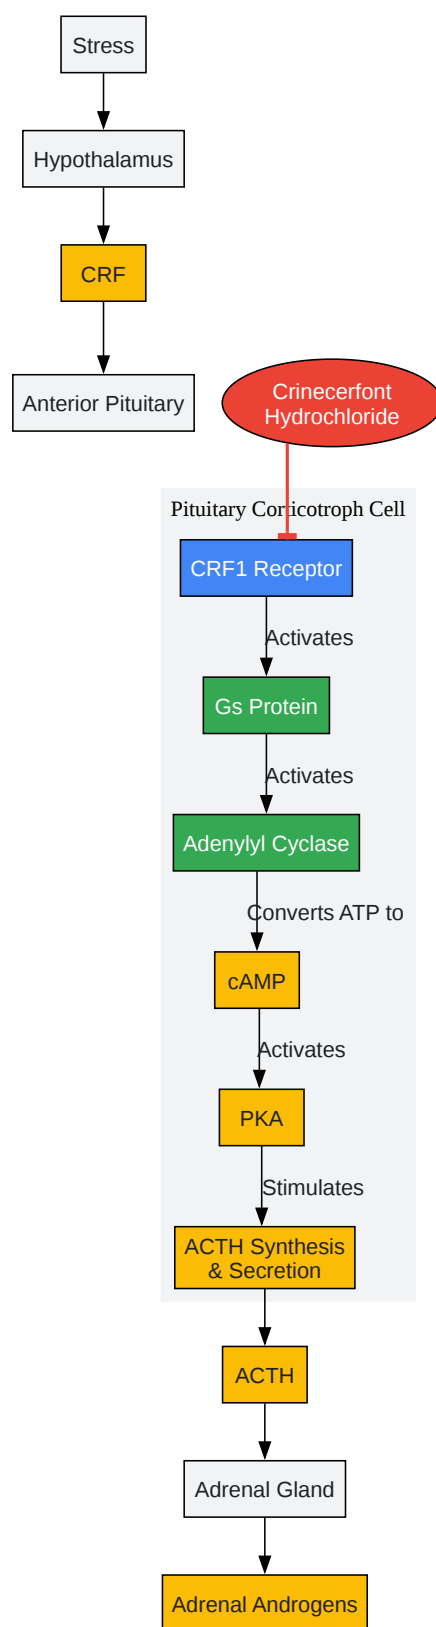 Stress
Hypothalamus
CRF
Anterior Pituitary
Crinecerfont
Hydrochloride
Pituitary Corticotroph Cell
CRF1 Receptor
Activates
Gs Protein
Activates
Adenylyl Cyclase
Converts ATP to
cAMP
Activates
PKA
Stimulates
ACTH Synthesis
& Secretion
ACTH
Adrenal Gland
Adrenal Androgens